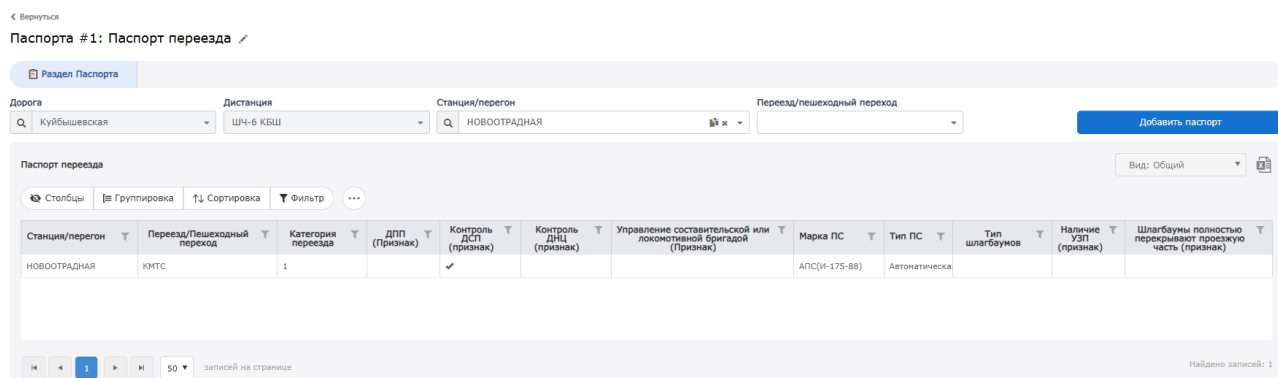 Вернуться
Паспорта #1: Паспорт переезда
Раздел Паспорта
Дорога Дистанция Станция/перегон Переезд/пешеходный переход
Куйбышевская ШЧ-6 КБШ НОВООТРАДНАЯ Добавить паспорт
Паспорт переезда Вид: Общий
Столбцы Группировка Сортировка Фильтр
Станция/перегон Переезд/Пешеходный переход Категория переезда ДПП (Признак) Контроль ДСП (признак) Контроль ДНЦ (признак) Управление составительской или локомотивной бригадой (Признак) Марка ПС Тип ПС Тип шлагбаумов Наличие УЗП (признак) Шлагбаумы полностью перекрывают проезжую часть (признак)
НОВООТРАДНАЯ КМТС 1 АПС(И-175-88) Автоматическа
1 50 записей на странице Найдено записей: 1